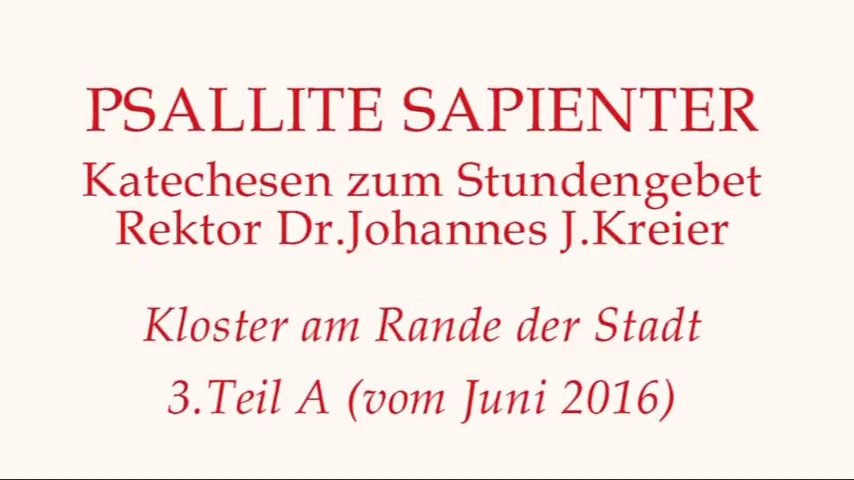 PSALLITE SAPIENTER
Katechesen zum Stundengebet
Rektor Dr.Johannes J.Kreier
Kloster am Rande der Stadt
3.Teil A (vom Juni 2016)